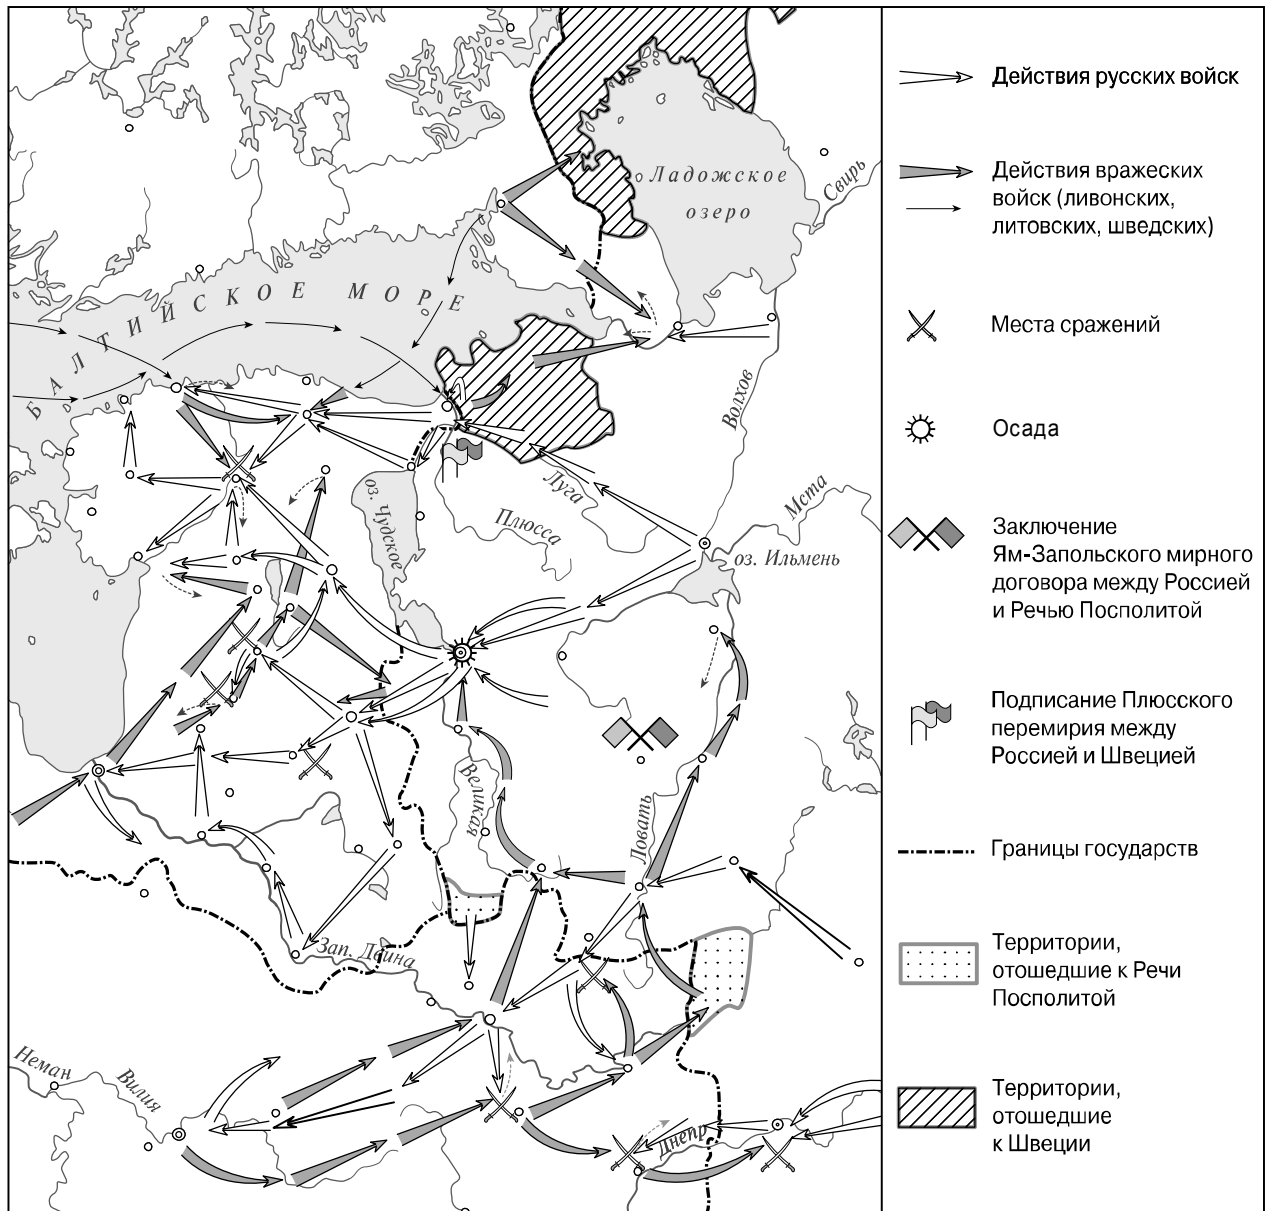 Ладожское
озеро
Свирь
БАЛТИЙСКОЕ МОРЕ
Волхов
Луга
Мста
оз. Чудское
Плюсса
оз. Ильмень
Великая
Ловать
Зап. Двина
Неман
Вилия
Днепр
Действия русских войск
Действия вражеских
войск (ливонских,
литовских, шведских)
Места сражений
Осада
Заключение
Ям-Запольского мирного
договора между Россией
и Речью Посполитой
Подписание Плюсского
перемирия между
Россией и Швецией
Границы государств
Территории,
отошедшие к Речи
Посполитой
Территории,
отошедшие
к Швеции